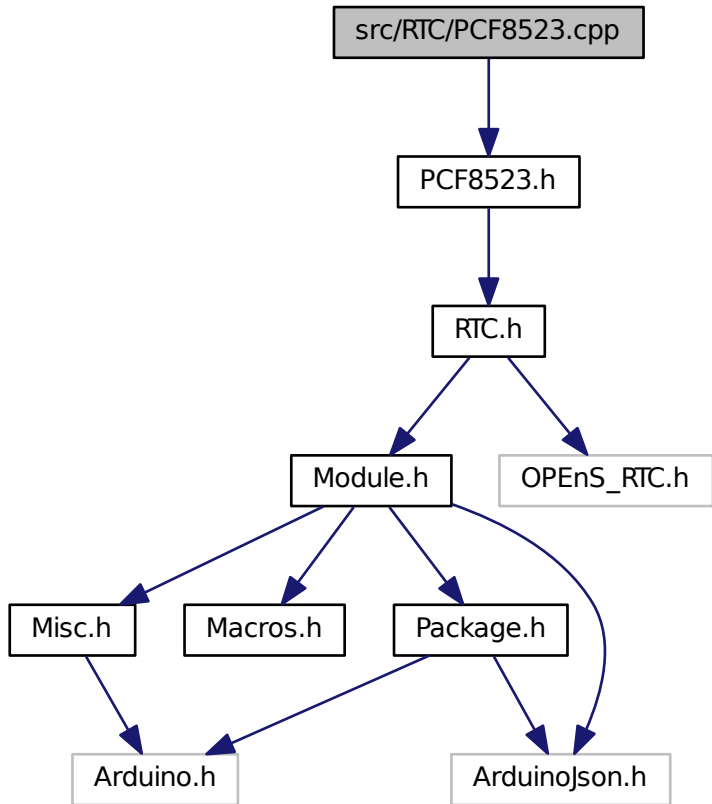 src/RTC/PCF8523.cpp
PCF8523.h
RTC.h
Module.h
OPEnS_RTC.h
Misc.h
Macros.h
Package.h
Arduino.h
ArduinoJson.h